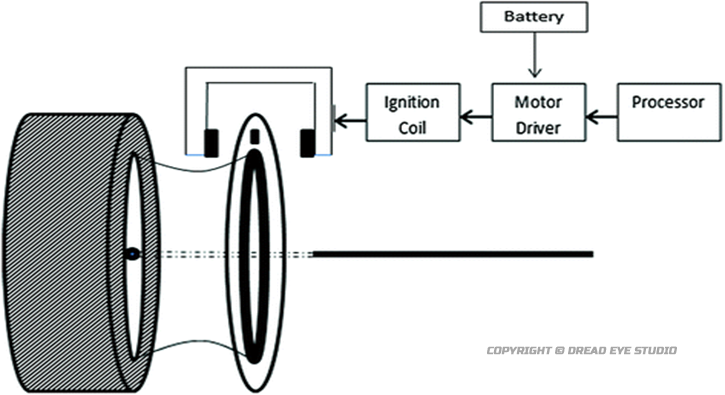 Battery
Ignition
Coil
Motor
Driver
Processor
COPYRIGHT © DREAD EYE STUDIO